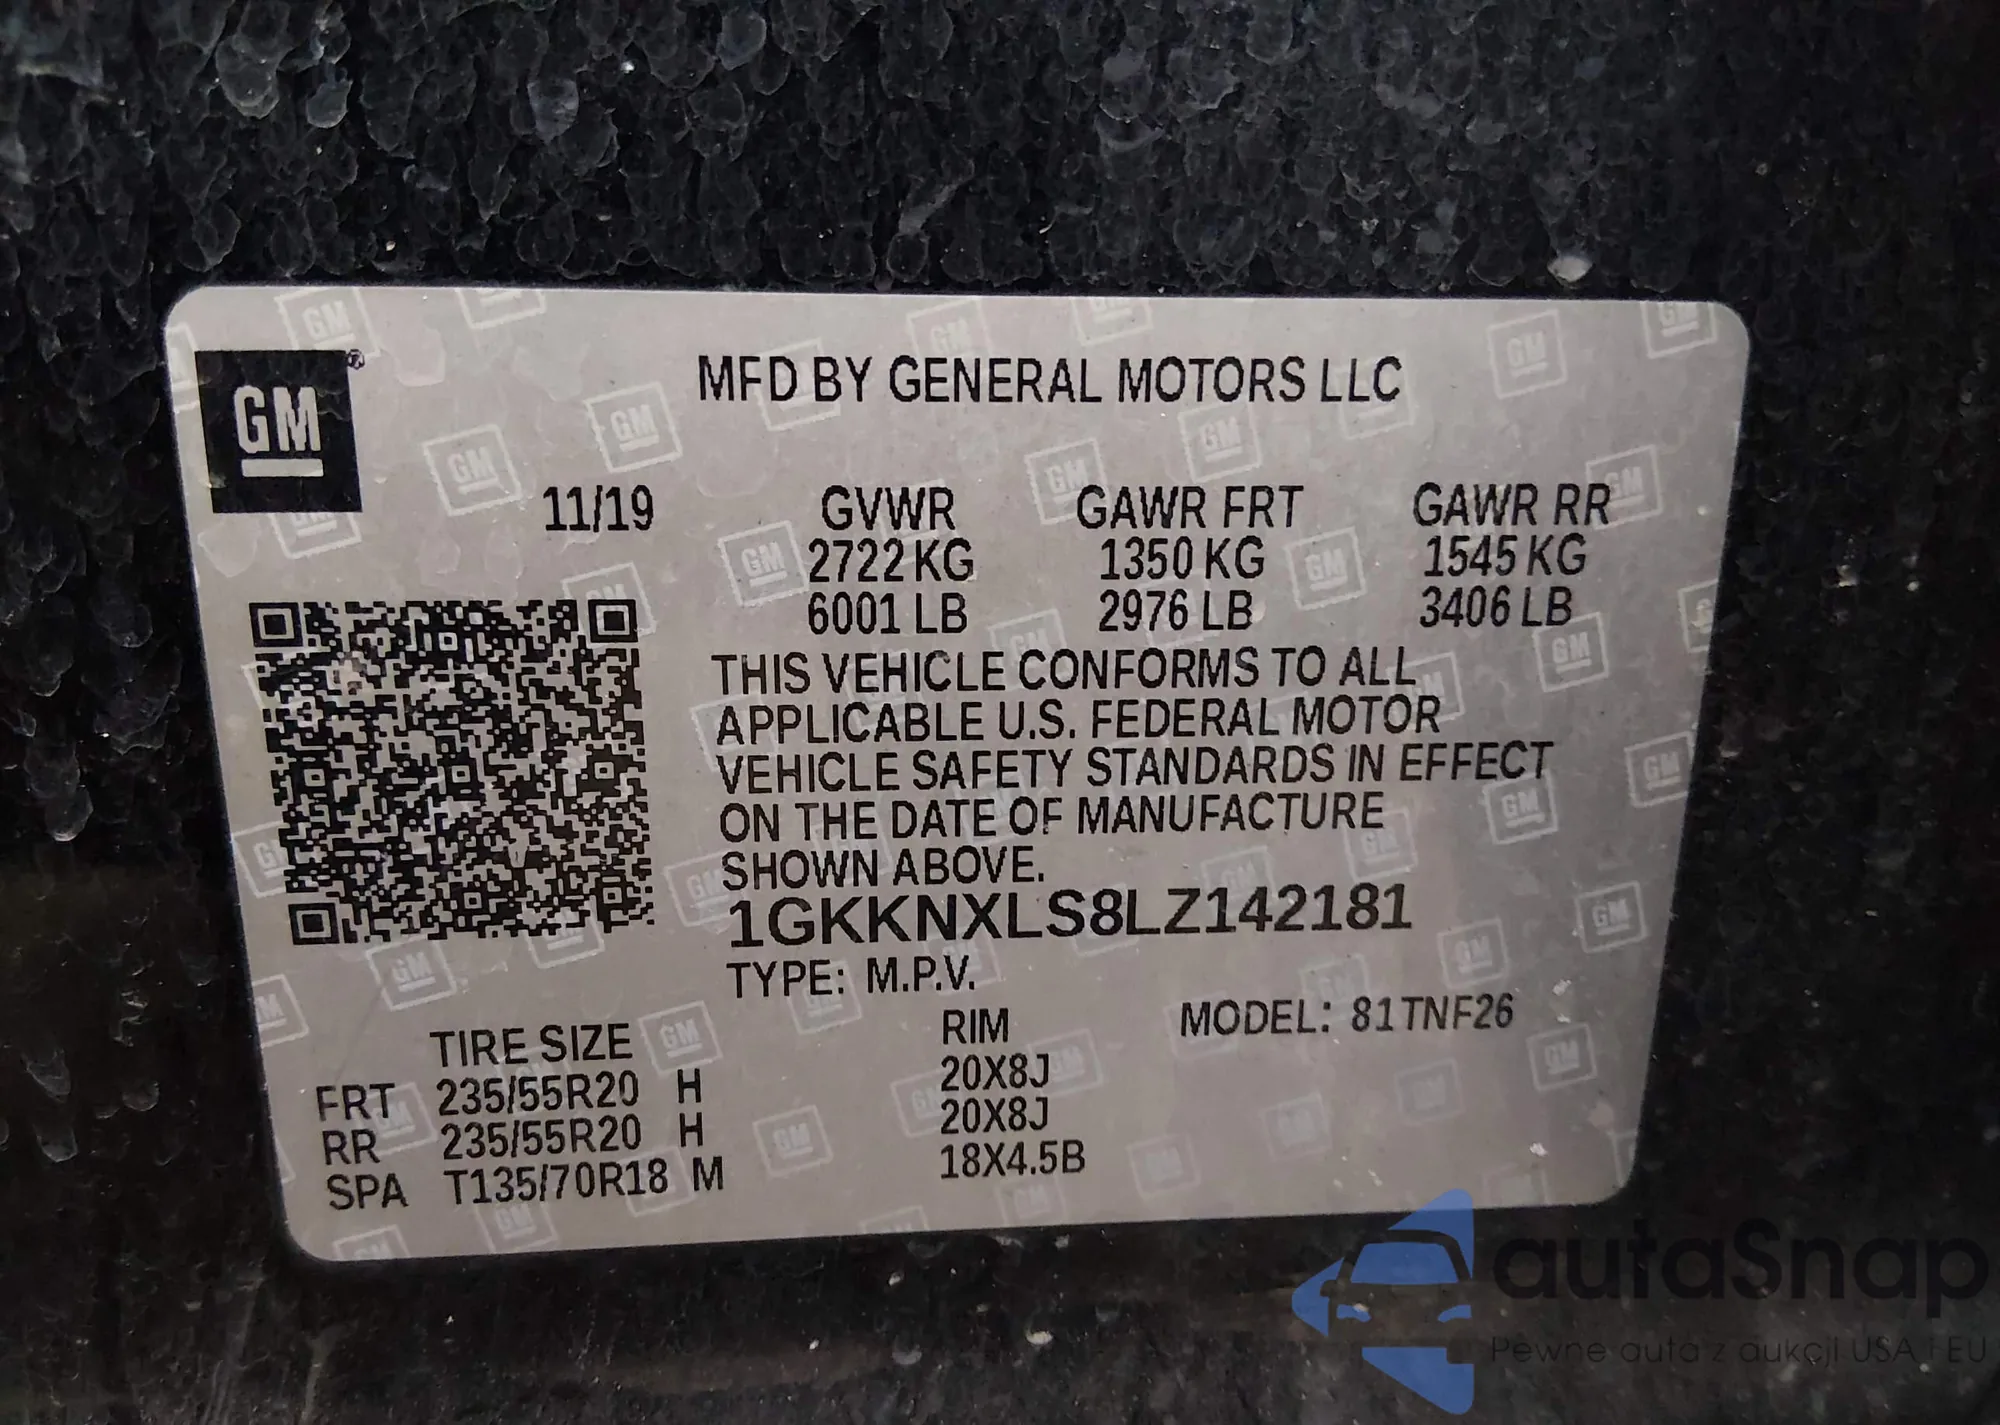 GM®
MFD BY GENERAL MOTORS LLC
11/19 GVWR GAWR FRT GAWR RR
2722 KG 1350 KG 1545 KG
6001 LB 2976 LB 3406 LB
THIS VEHICLE CONFORMS TO ALL
APPLICABLE U.S. FEDERAL MOTOR
VEHICLE SAFETY STANDARDS IN EFFECT
ON THE DATE OF MANUFACTURE
SHOWN ABOVE.
1GKKNXLS8LZ142181
TYPE: M.P.V.
TIRE SIZE RIM MODEL: 81TNF26
FRT 235/55R20 H 20X8J
RR 235/55R20 H 20X8J
SPA T135/70R18 M 18X4.5B
autaSnap
Pewne auta z aukcji USA i EU